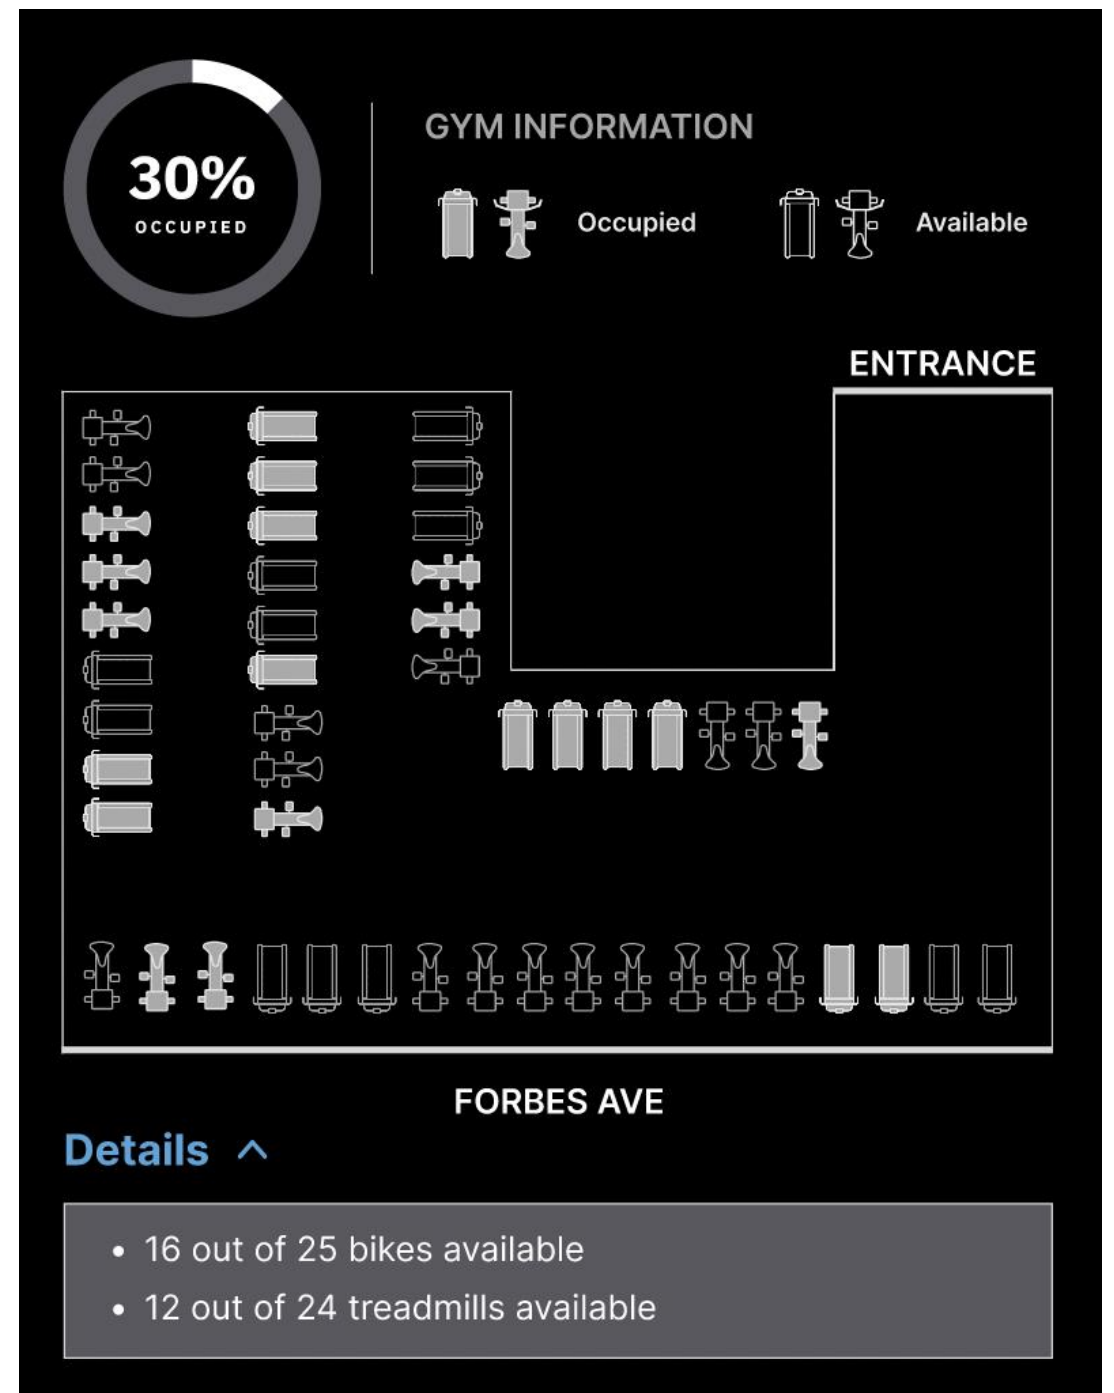 30%
OCCUPIED
GYM INFORMATION
Occupied
Available
ENTRANCE
FORBES AVE
Details
• 16 out of 25 bikes available
• 12 out of 24 treadmills available